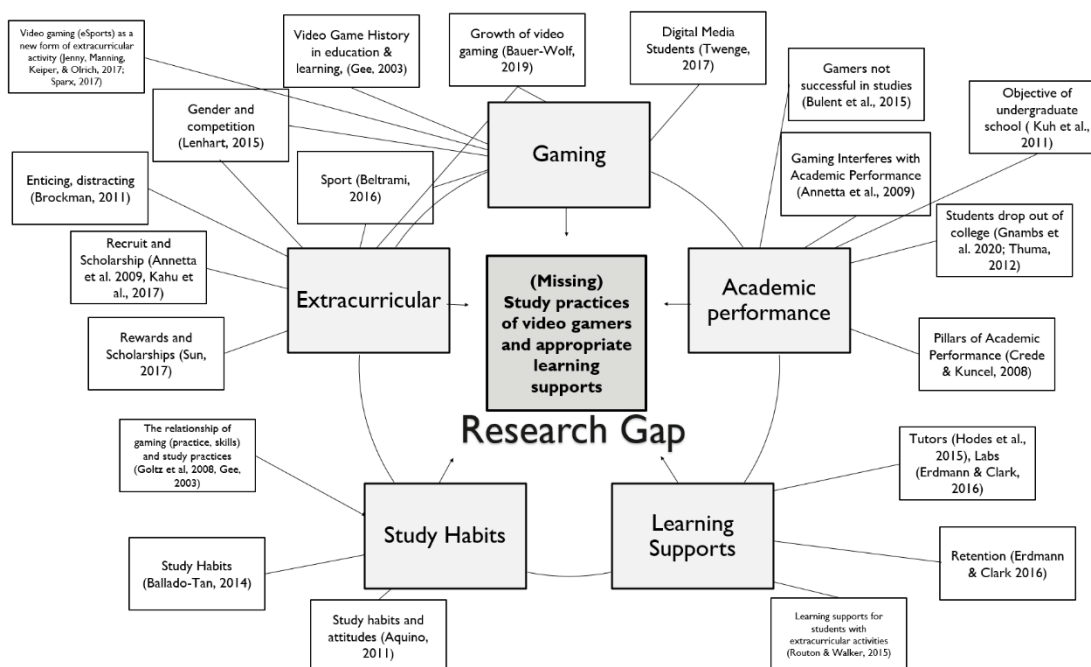 Video gaming (eSports) as a
new form of extracurricular
activity (Jenny, Manning,
Keiper, & Olrich, 2017;
Sparx, 2017)
Video Game History
in education &
learning, (Gee, 2003)
Growth of video
gaming (Bauer-Wolf,
2019)
Digital Media
Students (Twenge,
2017)
Gamers not
successful in studies
(Bulent et al., 2015)
Objective of
undergraduate
school ( Kuh et al.,
2011)
Gender and
competition
(Lenhart, 2015)
Gaming
Gaming Interferes with
Academic Performance
(Annetta et al., 2009)
Enticing, distracting
(Brockman, 2011)
Sport (Beltrami,
2016)
Students drop out of
college (Gnambs et
al. 2020; Thuma,
2012)
Recruit and
Scholarship (Annetta
et al. 2009, Kahu et
al., 2017)
Extracurricular
(Missing)
Study practices
of video gamers
and appropriate
learning
supports
Academic
performance
Rewards and
Scholarships (Sun,
2017)
Pillars of Academic
Performance (Crede
& Kuncel, 2008)
Research Gap
The relationship of
gaming (practice, skills)
and study practices
(Goltz et al, 2008, Gee,
2003)
Tutors (Hodes et al.,
2015), Labs
(Erdmann & Clark,
2016)
Study Habits
Learning
Supports
Study Habits
(Ballado-Tan, 2014)
Retention (Erdmann
& Clark 2016)
Study habits and
attitudes (Aquino,
2011)
Learning supports for
students with
extracurricular activities
(Routon & Walker, 2015)